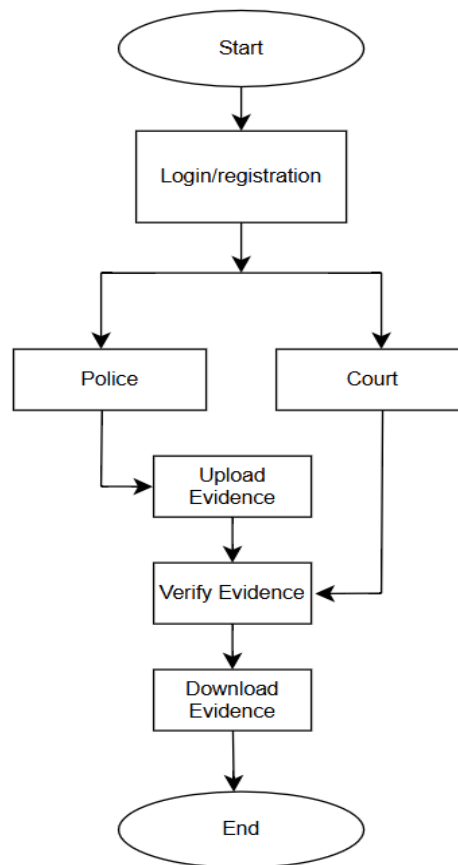 Start
Login/registration
Police
Court
Upload
Evidence
Verify Evidence
Download
Evidence
End